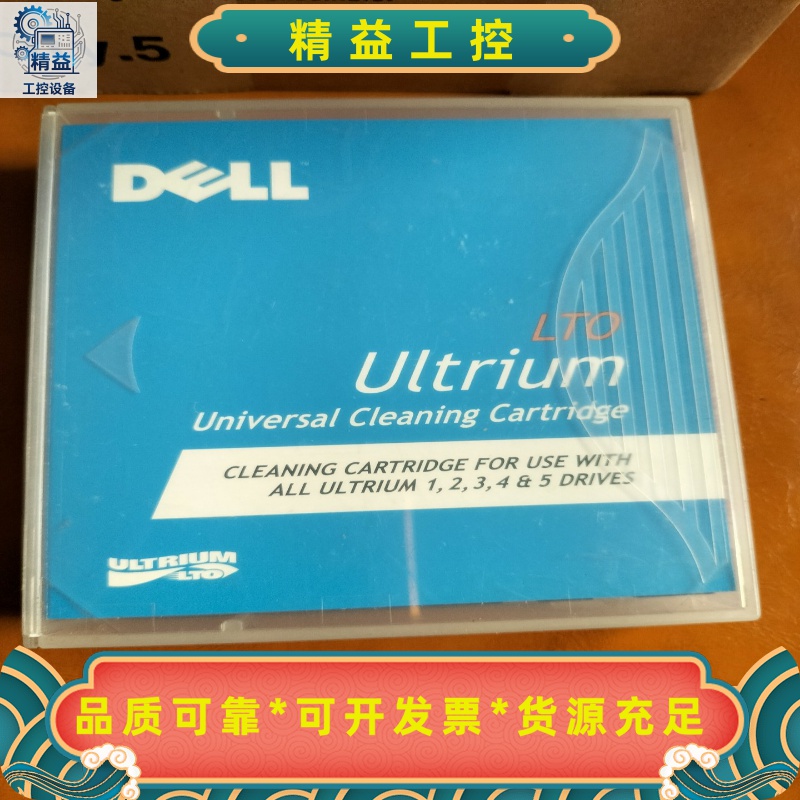 精益工控
精益
工控设备
.5
DELL
LTO
Ultrium
Universal Cleaning Cartridge
CLEANING CARTRIDGE FOR USE WITH
ALL ULTRIUM 1, 2, 3, 4 & 5 DRIVES
ULTRIUM
LTO
品质可靠*可开发票*货源充足